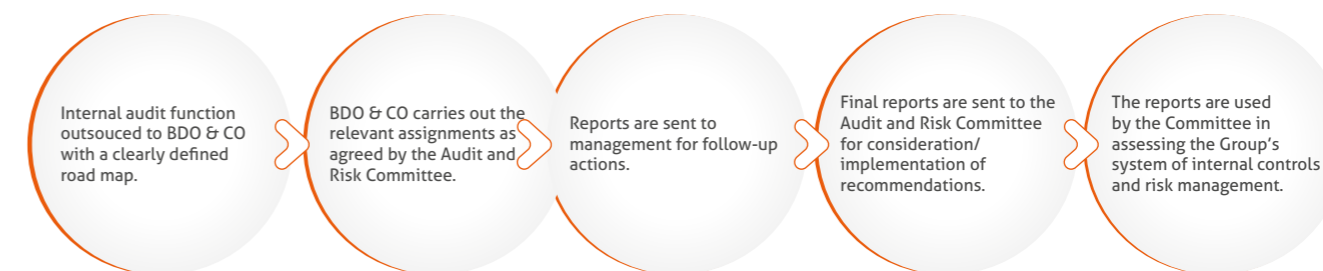 Internal audit function
outsouced to BDO & CO
with a clearly defined
road map.
BDO & CO carries out the
relevant assignments as
agreed by the Audit and
Risk Committee.
Reports are sent to
management for follow-up
actions.
Final reports are sent to the
Audit and Risk Committee
for consideration/
implementation of
recommendations.
The reports are used
by the Committee in
assessing the Group's
system of internal controls
and risk management.